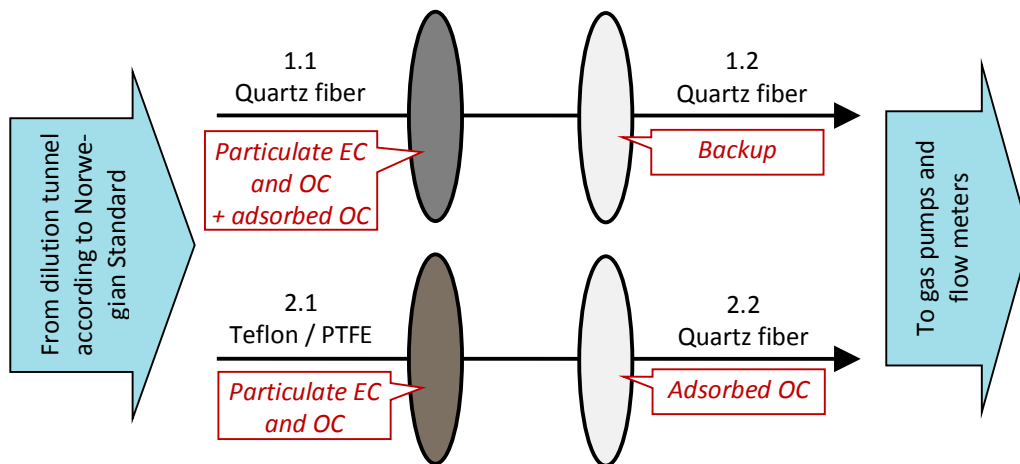 From dilution tunnel
according to Norwe-
gian Standard
1.1
Quartz fiber
Particulate EC
and OC
+ adsorbed OC
1.2
Quartz fiber
Backup
2.1
Teflon / PTFE
Particulate EC
and OC
2.2
Quartz fiber
Adsorbed OC
To gas pumps and
flow meters